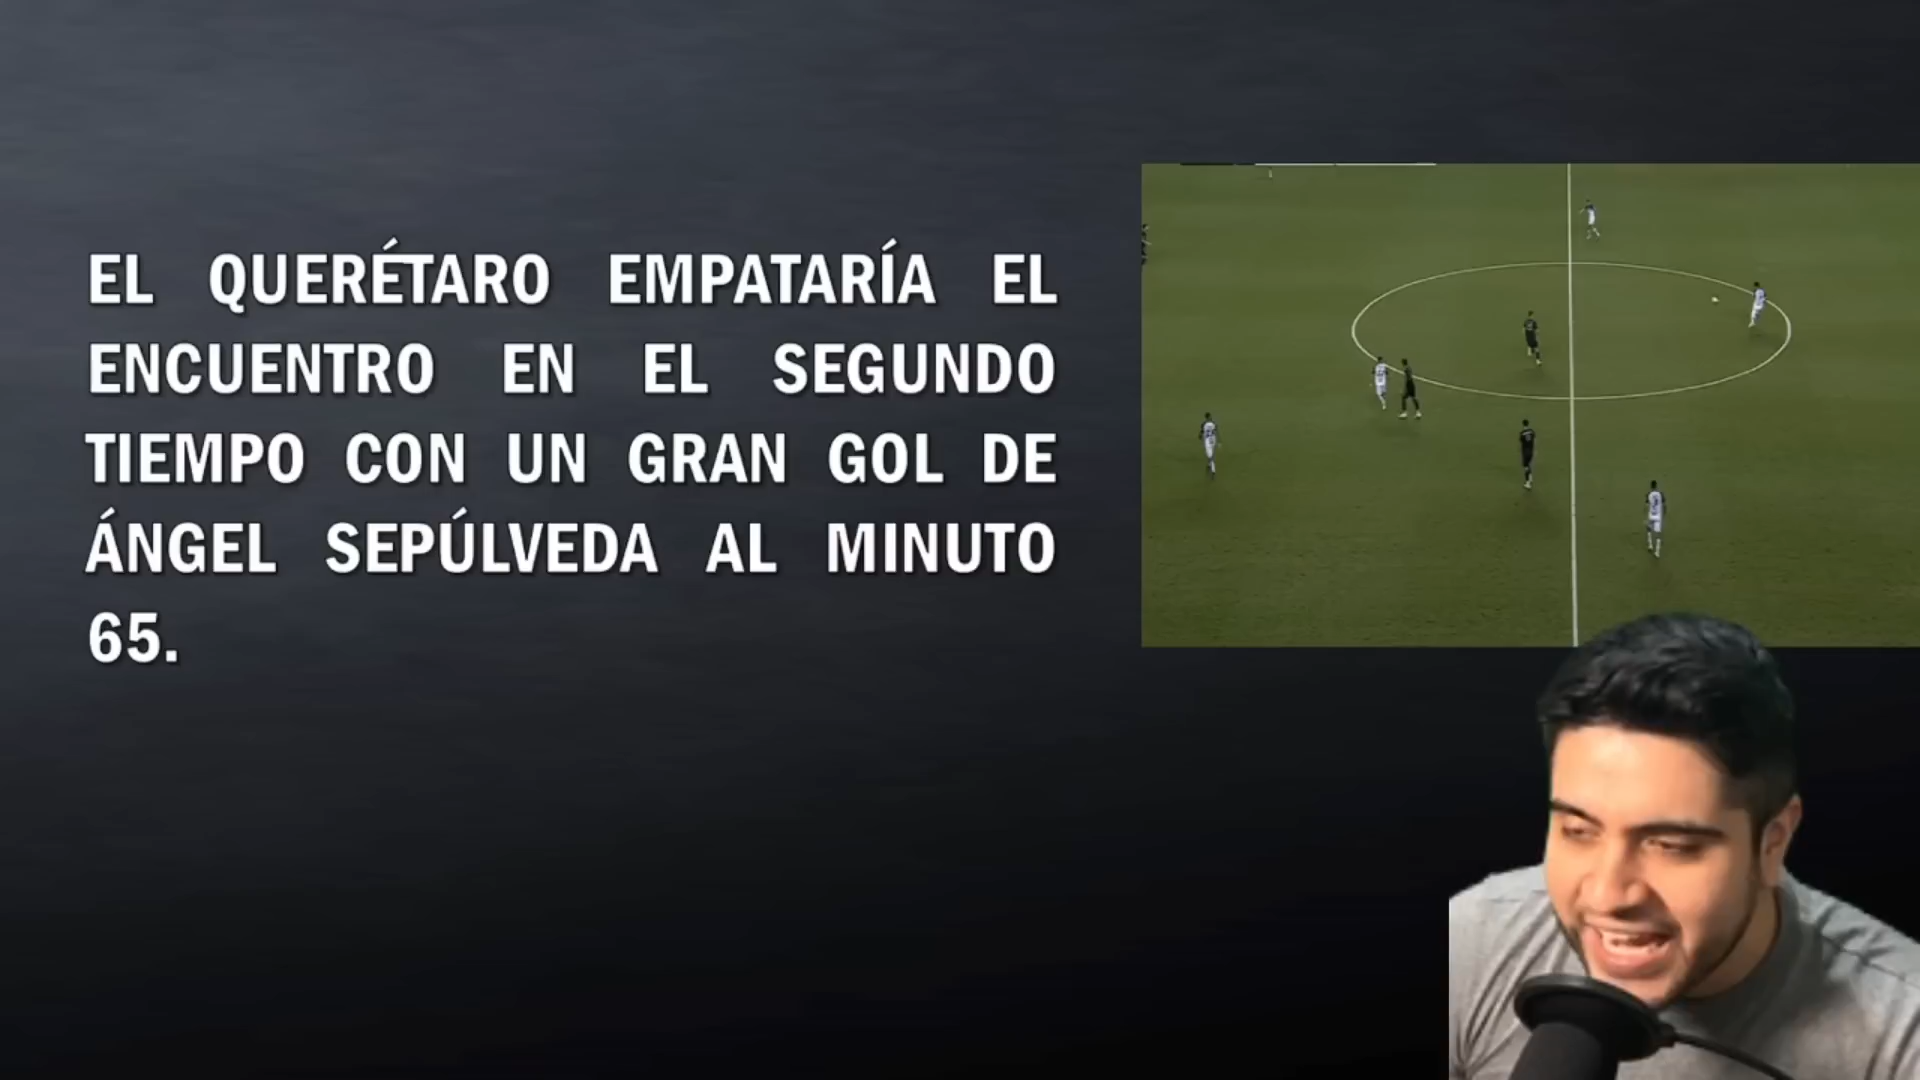 EL QUERÉTARO EMPATARÍA EL
ENCUENTRO EN EL SEGUNDO
TIEMPO CON UN GRAN GOL DE
ÁNGEL SEPÚLVEDA AL MINUTO
65.